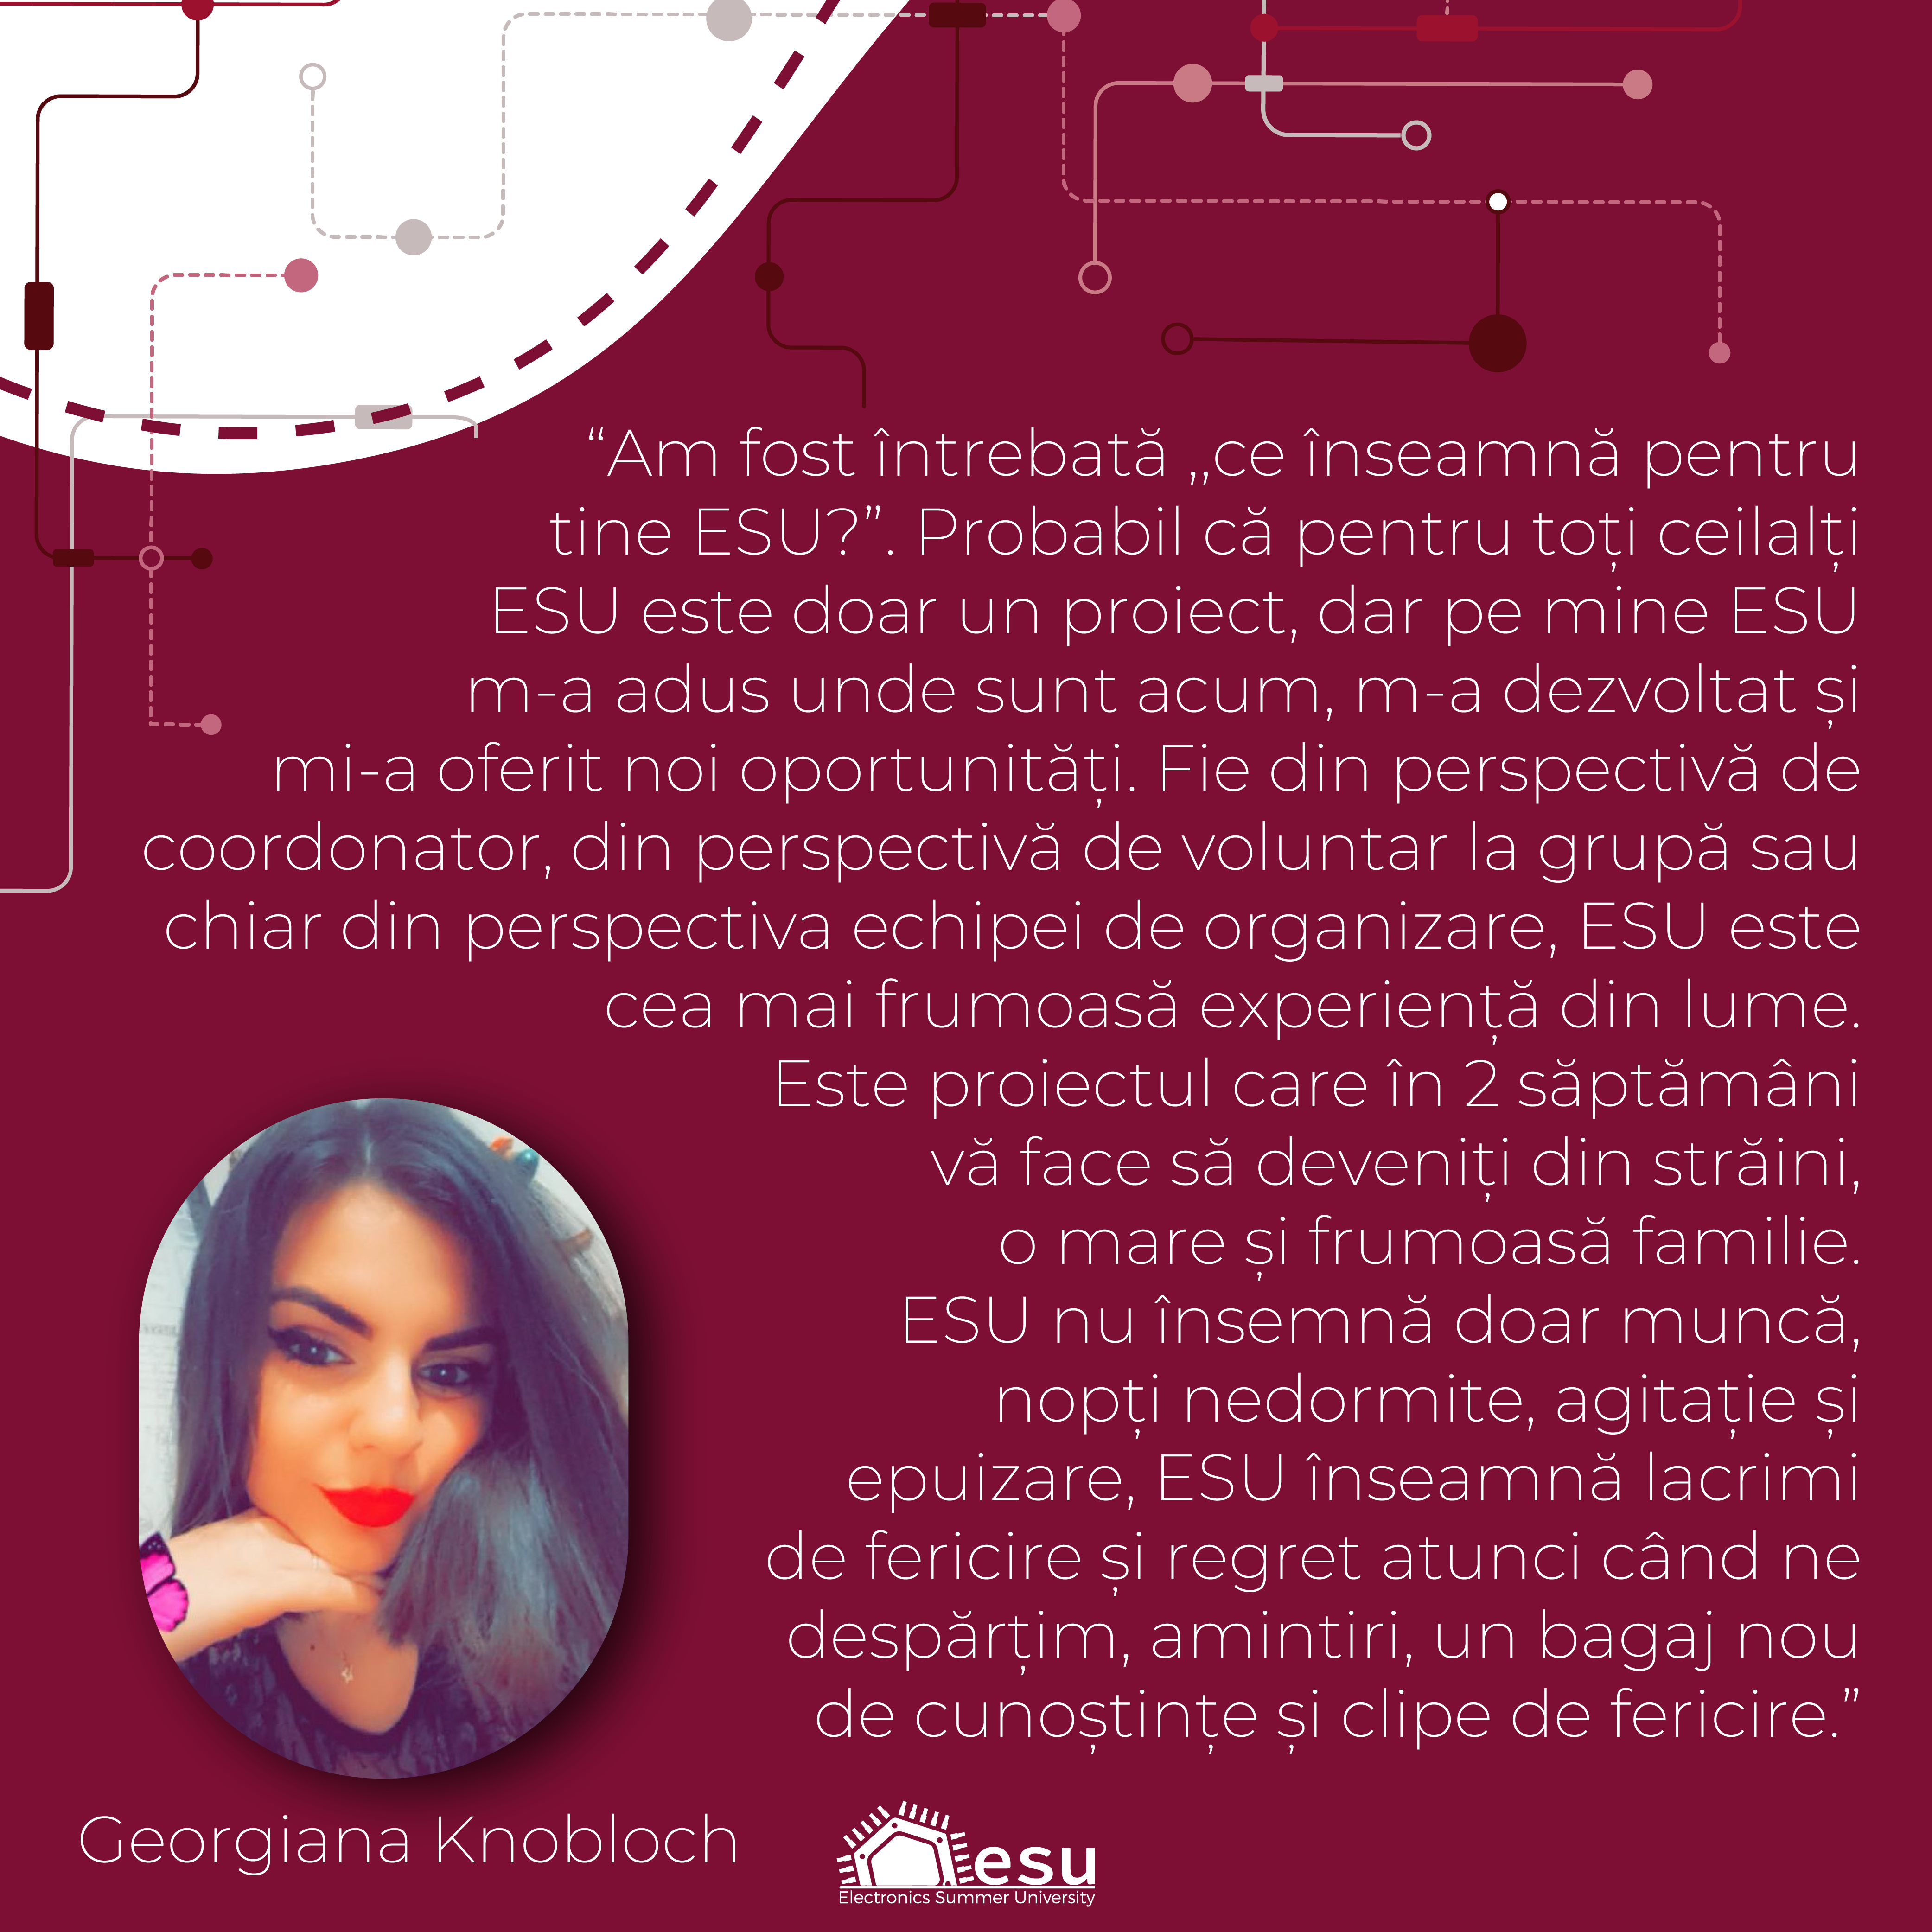 “Am fost întrebată ,,ce înseamnă pentru
tine ESU?”. Probabil că pentru toți ceilalți
ESU este doar un proiect, dar pe mine ESU
m-a adus unde sunt acum, m-a dezvoltat și
mi-a oferit noi oportunități. Fie din perspectivă de
coordonator, din perspectivă de voluntar la grupă sau
chiar din perspectiva echipei de organizare, ESU este
cea mai frumoasă experiență din lume.
Este proiectul care în 2 săptămâni
vă face să deveniți din străini,
o mare și frumoasă familie.
ESU nu însemnă doar muncă,
nopți nedormite, agitație și
epuizare, ESU înseamnă lacrimi
de fericire și regret atunci când ne
despărțim, amintiri, un bagaj nou
de cunoștințe și clipe de fericire.”
Georgiana Knobloch
esu
Electronics Summer University